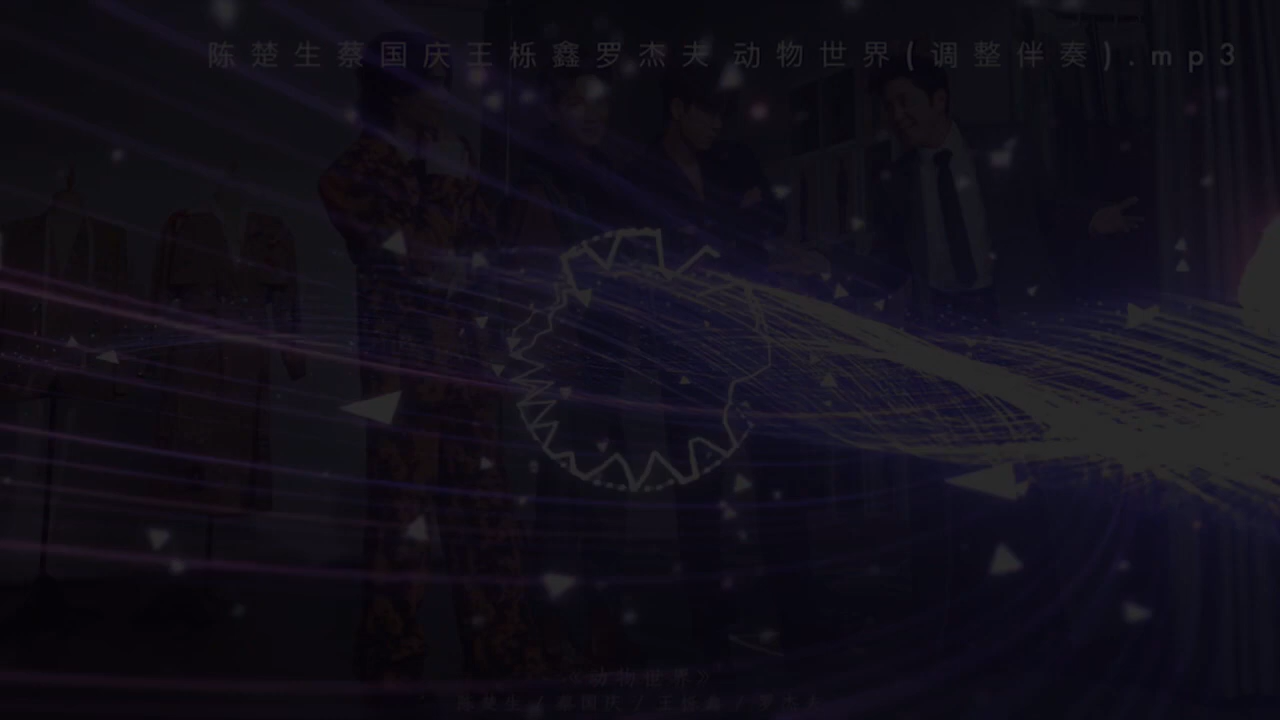 陈楚生蔡国庆王栎鑫罗杰夫 动物世界(调整伴奏).mp3
《动物世界》
陈楚生 / 蔡国庆 / 王栎鑫 / 罗杰夫